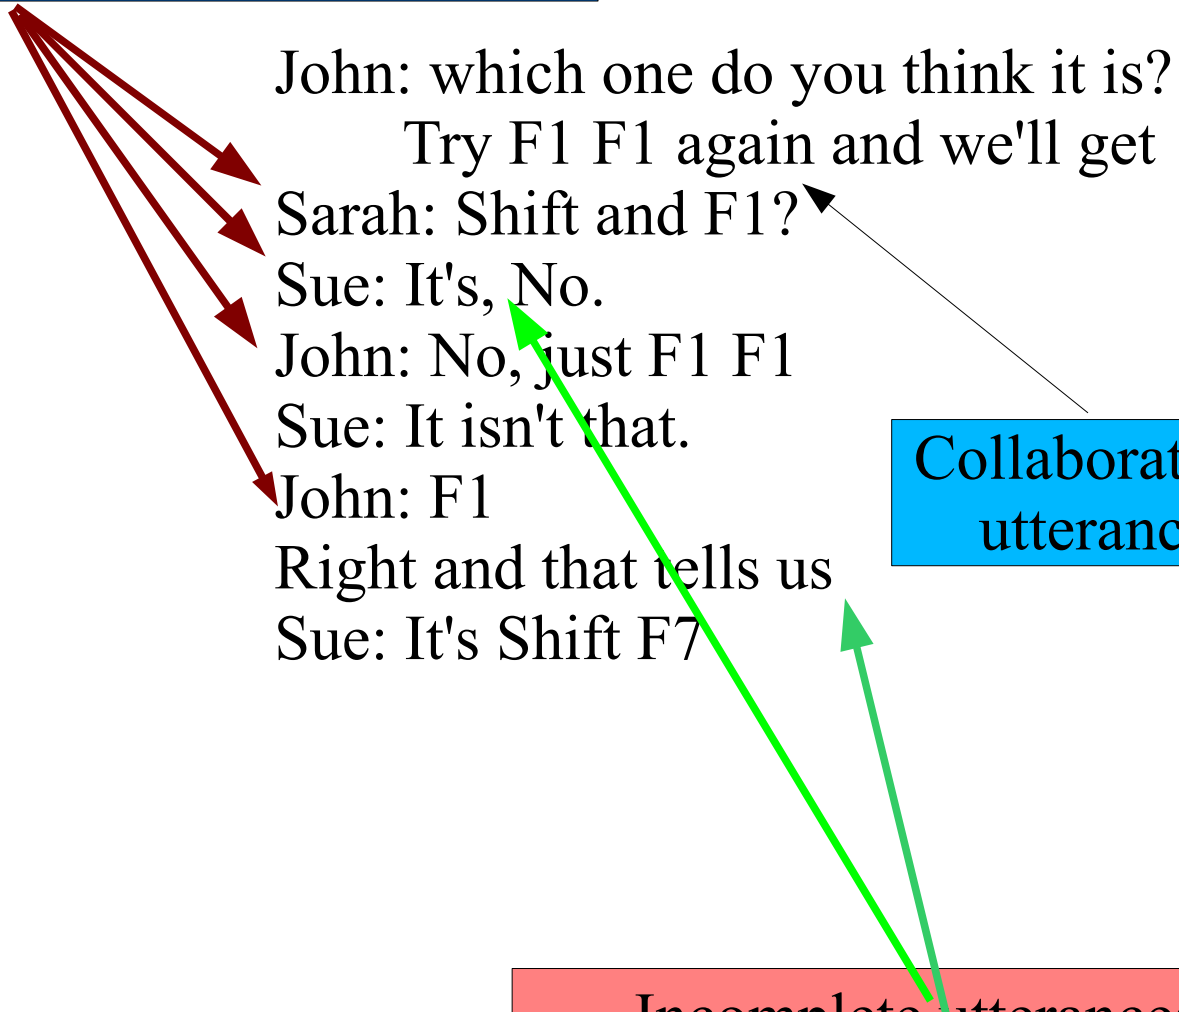 John: which one do you think it is?
Try F1 F1 again and we'll get
Sarah: Shift and F1?
Sue: It's, No.
John: No, just F1 F1
Sue: It isn't that.
John: F1
Right and that tells us
Sue: It's Shift F7
Collaborat
utteranc
Incomplete utterance